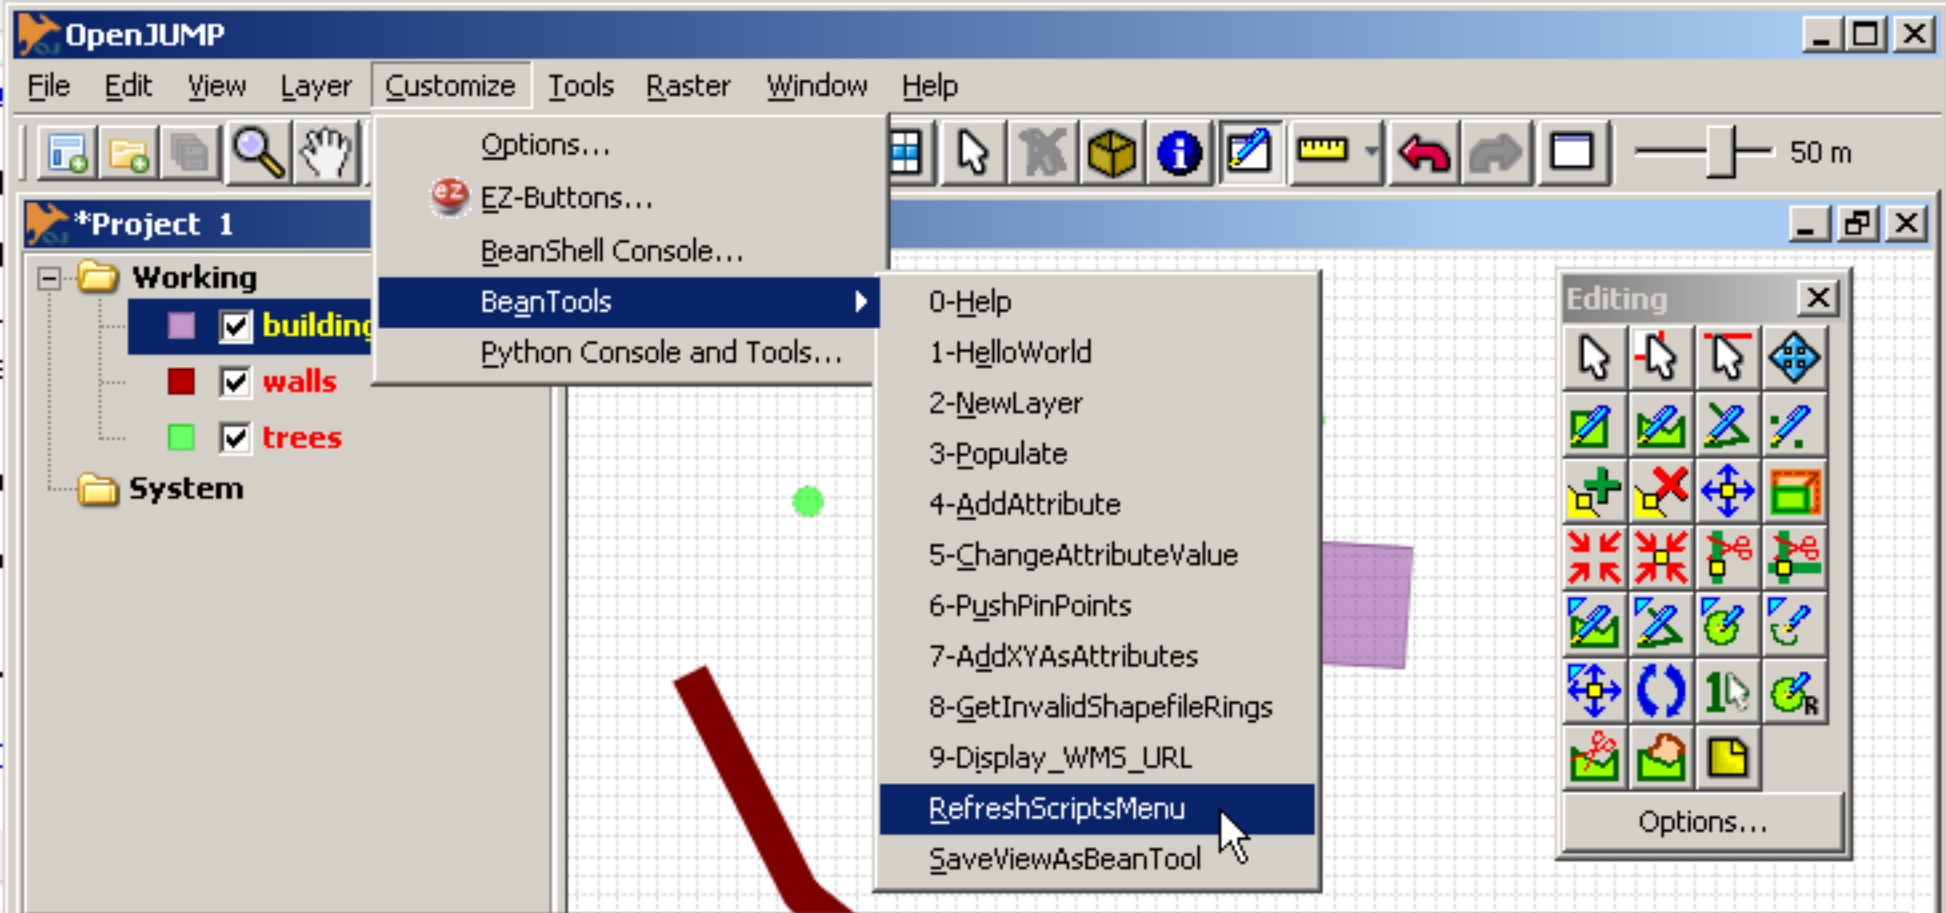 OpenJUMP
File Edit View Layer Customize Tools Raster Window Help
50 m
*Project 1
Working
building
walls
trees
System
Options...
EZ-Buttons...
BeanShell Console...
BeanTools
Python Console and Tools...
0-Help
1-HelloWorld
2-NewLayer
3-Populate
4-AddAttribute
5-ChangeAttributeValue
6-PushPinPoints
7-AddXYAsAttributes
8-GetInvalidShapefileRings
9-Display_WMS_URL
RefreshScriptsMenu
SaveViewAsBeanTool
Editing
1
R
Options...